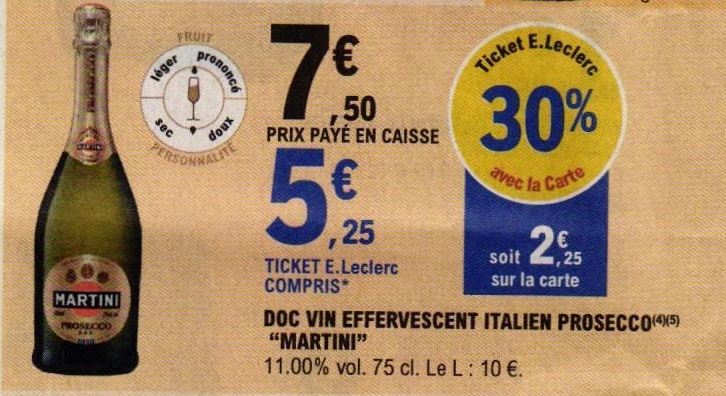 FRUIT
léger
prononcé
sec
doux
PERSONNALITÉ
7€,50
PRIX PAYÉ EN CAISSE
5€,25
TICKET E.Leclerc
COMPRIS*
Ticket E.Leclerc
30%
avec la Carte
soit 2€,25
sur la carte
MARTINI
PROSECCO
DOC VIN EFFERVESCENT ITALIEN PROSECCO(4)(5)
“MARTINI”
11.00% vol. 75 cl. Le L : 10 €.